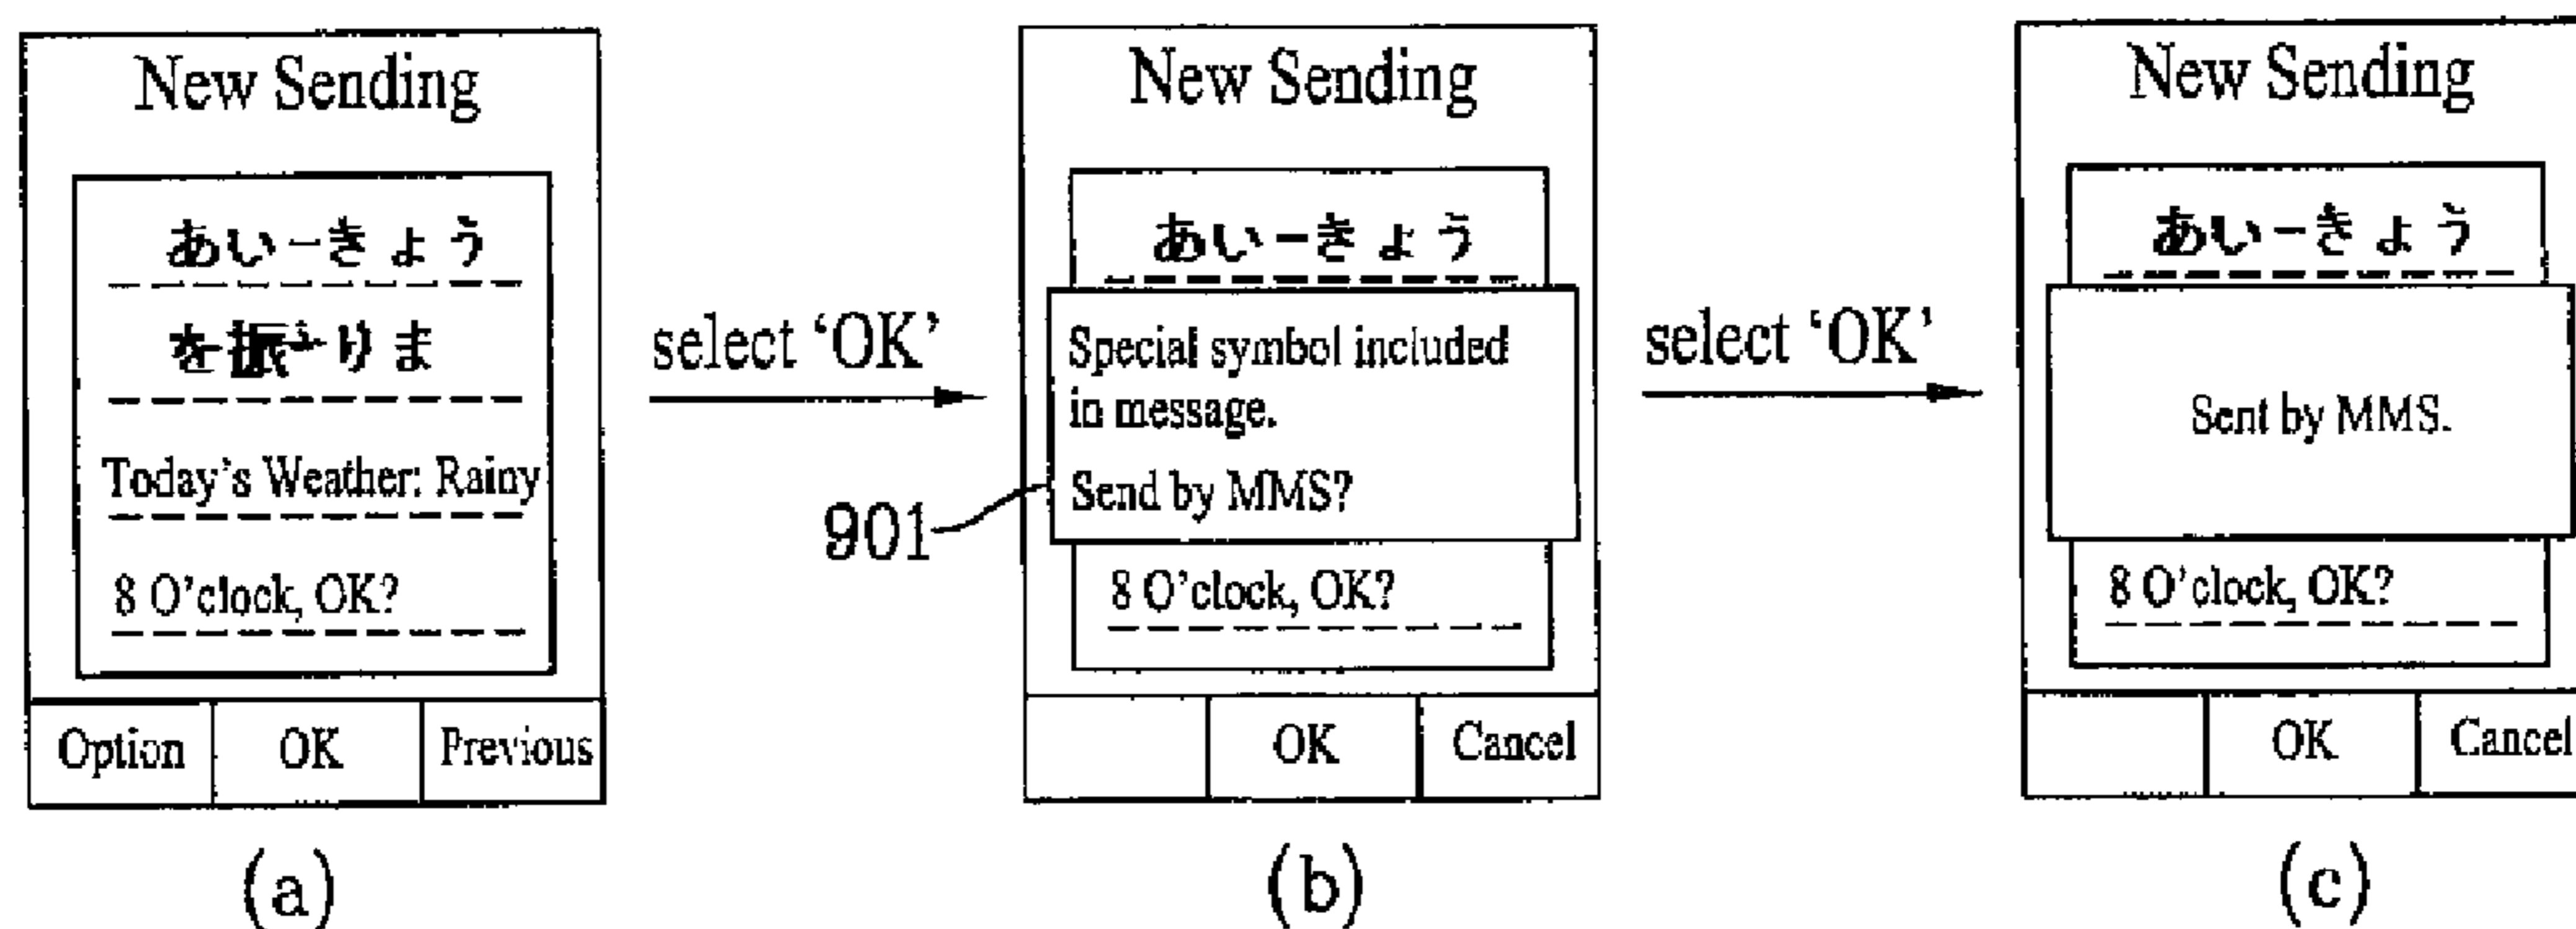 New Sending
あい-きょう
を振-りま
Today's Weather: Rainy
8 O'clock, OK?
Option
OK
Previous
(a)
select 'OK'
New Sending
あい-きょう
Special symbol included
in message.
Send by MMS?
901
8 O'clock, OK?
OK
Cancel
(b)
select 'OK'
New Sending
あい-きょう
Sent by MMS.
8 O'clock, OK?
OK
Cancel
(c)